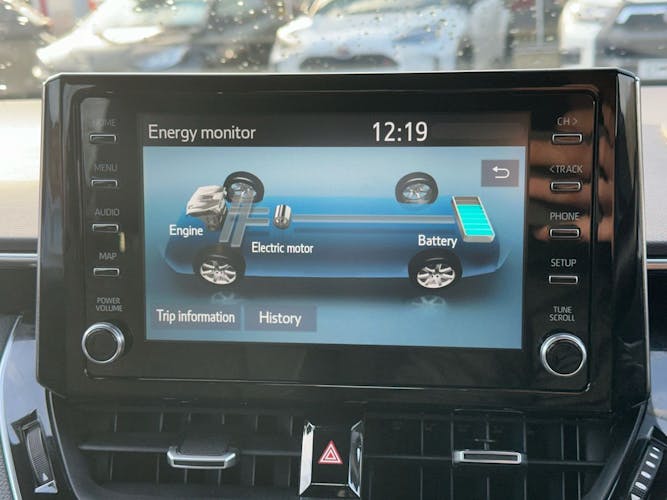 HOME
MENU
AUDIO
MAP
POWER
VOLUME
Energy monitor
12:19
Engine
Electric motor
Battery
Trip information
History
CH >
< TRACK
PHONE
SETUP
TUNE
SCROLL